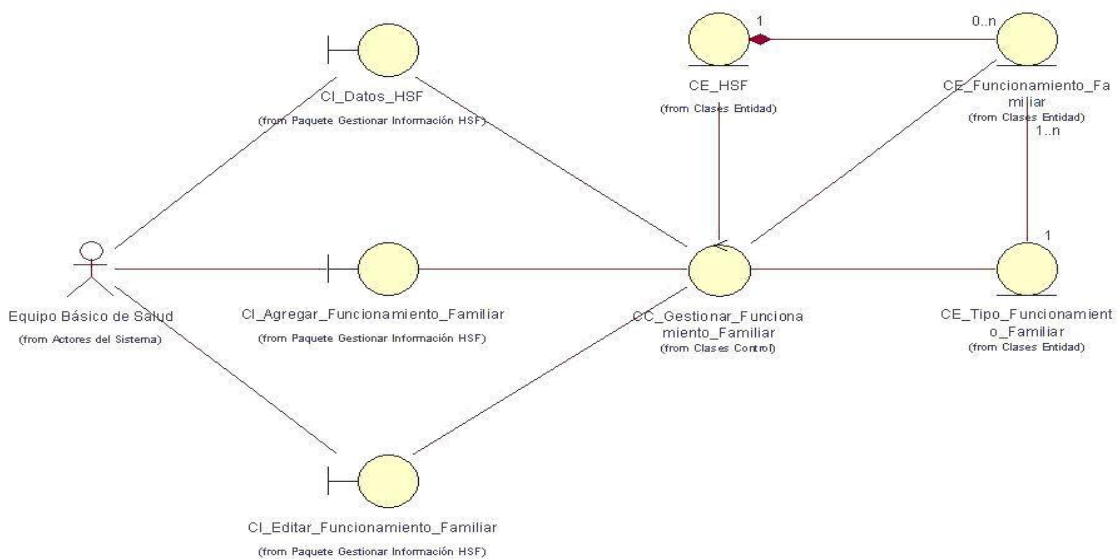 1
0..n
CI_Datos_HSF
(from Paquete Gestionar Información HSF)
CE_HSF
(from Clases Entidad)
CE_Funcionamiento_Fa
miliar
(from Clases Entidad)
1..n
1
Equipo Básico de Salud
(from Actores del Sistema)
CI_Agregar_Funcionamiento_Familiar
(from Paquete Gestionar Información HSF)
CC_Gestionar_Funciona
miento_Familiar
(from Clases Control)
CE_Tipo_Funcionamient
o_Familiar
(from Clases Entidad)
CI_Editar_Funcionamiento_Familiar
(from Paquete Gestionar Información HSF)